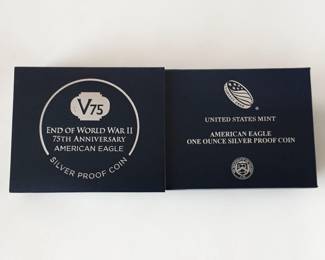 V75
END OF WORLD WAR II
75TH ANNIVERSARY
AMERICAN EAGLE
SILVER PROOF COIN
UNITED STATES MINT
AMERICAN EAGLE
ONE OUNCE SILVER PROOF COIN